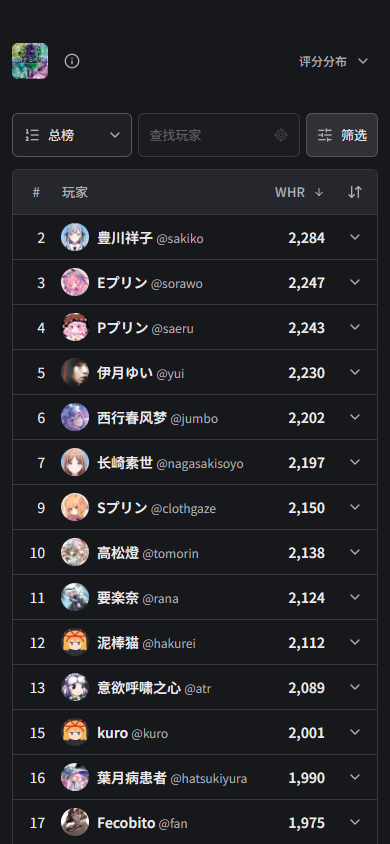 评分分布
总榜 查找玩家 筛选
# 玩家 WHR
2 豊川祥子 @sakiko 2,284
3 Eプリン @sorawo 2,247
4 Pプリン @saeru 2,243
5 伊月ゆい @yui 2,230
6 西行春风梦 @jumbo 2,202
7 长崎素世 @nagasakisoyo 2,197
9 Sプリン @clothgaze 2,150
10 高松燈 @tomorin 2,138
11 要楽奈 @rana 2,124
12 泥棒猫 @hakurei 2,112
13 意欲呼啸之心 @atr 2,089
15 kuro @kuro 2,001
16 葉月病患者 @hatsukiyura 1,990
17 Fecobito @fan 1,975